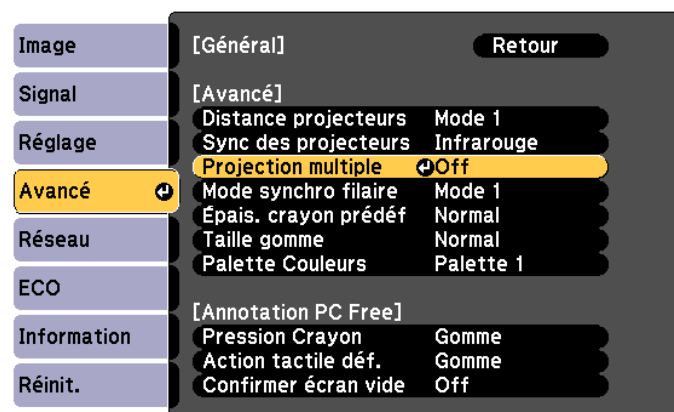 Image
Signal
Réglage
Avancé
Réseau
ECO
Information
Réinit.
[Général] Retour
[Avancé]
Distance projecteurs Mode 1
Sync des projecteurs Infrarouge
Projection multiple Off
Mode synchro filaire Mode 1
Épais. crayon prédéf Normal
Taille gomme Normal
Palette Couleurs Palette 1
[Annotation PC Free]
Pression Crayon Gomme
Action tactile déf. Gomme
Confirmer écran vide Off